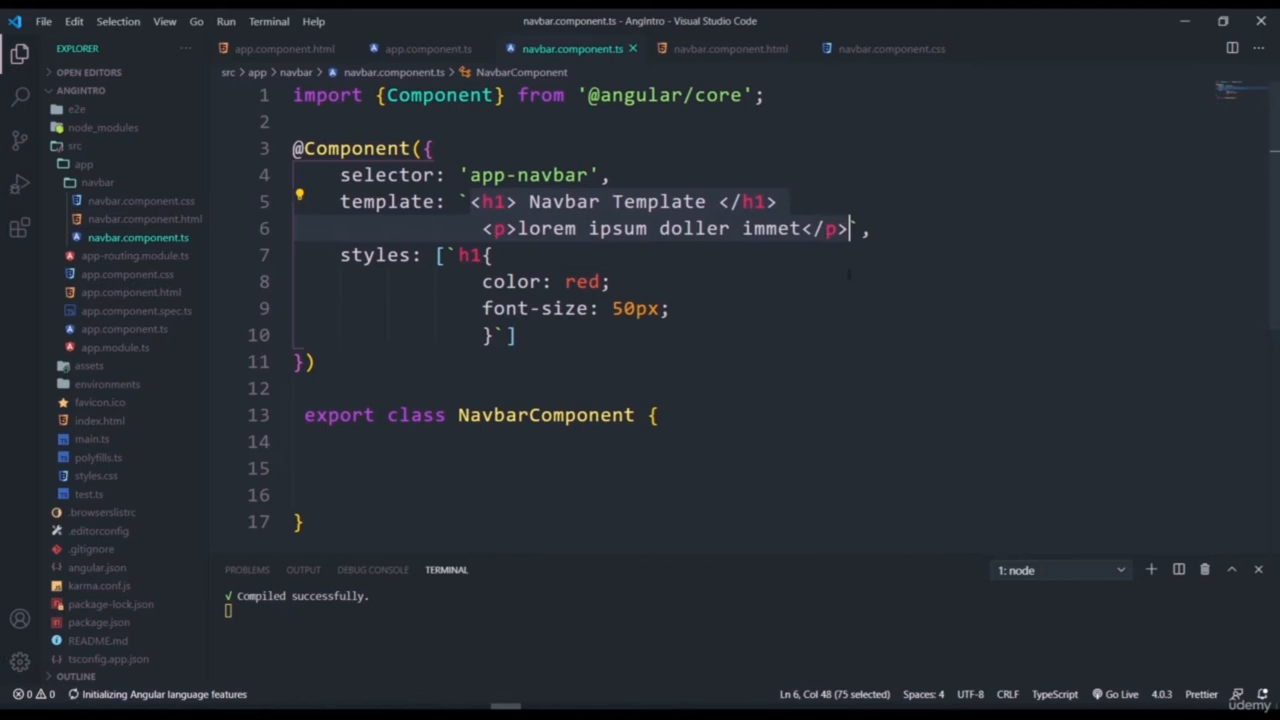 File Edit Selection View Go Run Terminal Help navbar.component.ts - AngIntro - Visual Studio Code
EXPLORER ··· app.component.html app.component.ts navbar.component.ts navbar.component.html navbar.component.css ···
OPEN EDITORS
ANGINTRO
e2e
node_modules
src
app
navbar
navbar.component.css
navbar.component.html
navbar.component.ts
app-routing.module.ts
app.component.css
app.component.html
app.component.spec.ts
app.component.ts
app.module.ts
assets
environments
favicon.ico
index.html
main.ts
polyfills.ts
styles.css
test.ts
.browserslistrc
.editorconfig
.gitignore
angular.json
karma.conf.js
package-lock.json
package.json
README.md
tsconfig.app.json
OUTLINE
src > app > navbar > navbar.component.ts > NavbarComponent
1 import {Component} from '@angular/core';
2
3 @Component({
4 selector: 'app-navbar',
5 template: `<h1> Navbar Template </h1>
6 <p>lorem ipsum doller immet</p>`,
7 styles: [`h1{
8 color: red;
9 font-size: 50px;
10 }`]
11 })
12
13 export class NavbarComponent {
14
15
16
17 }
PROBLEMS OUTPUT DEBUG CONSOLE TERMINAL 1: node
√ Compiled successfully.
0 0 Initializing Angular language features Ln 6, Col 48 (75 selected) Spaces: 4 UTF-8 CRLF TypeScript Go Live 4.0.3 Prettier
udemy